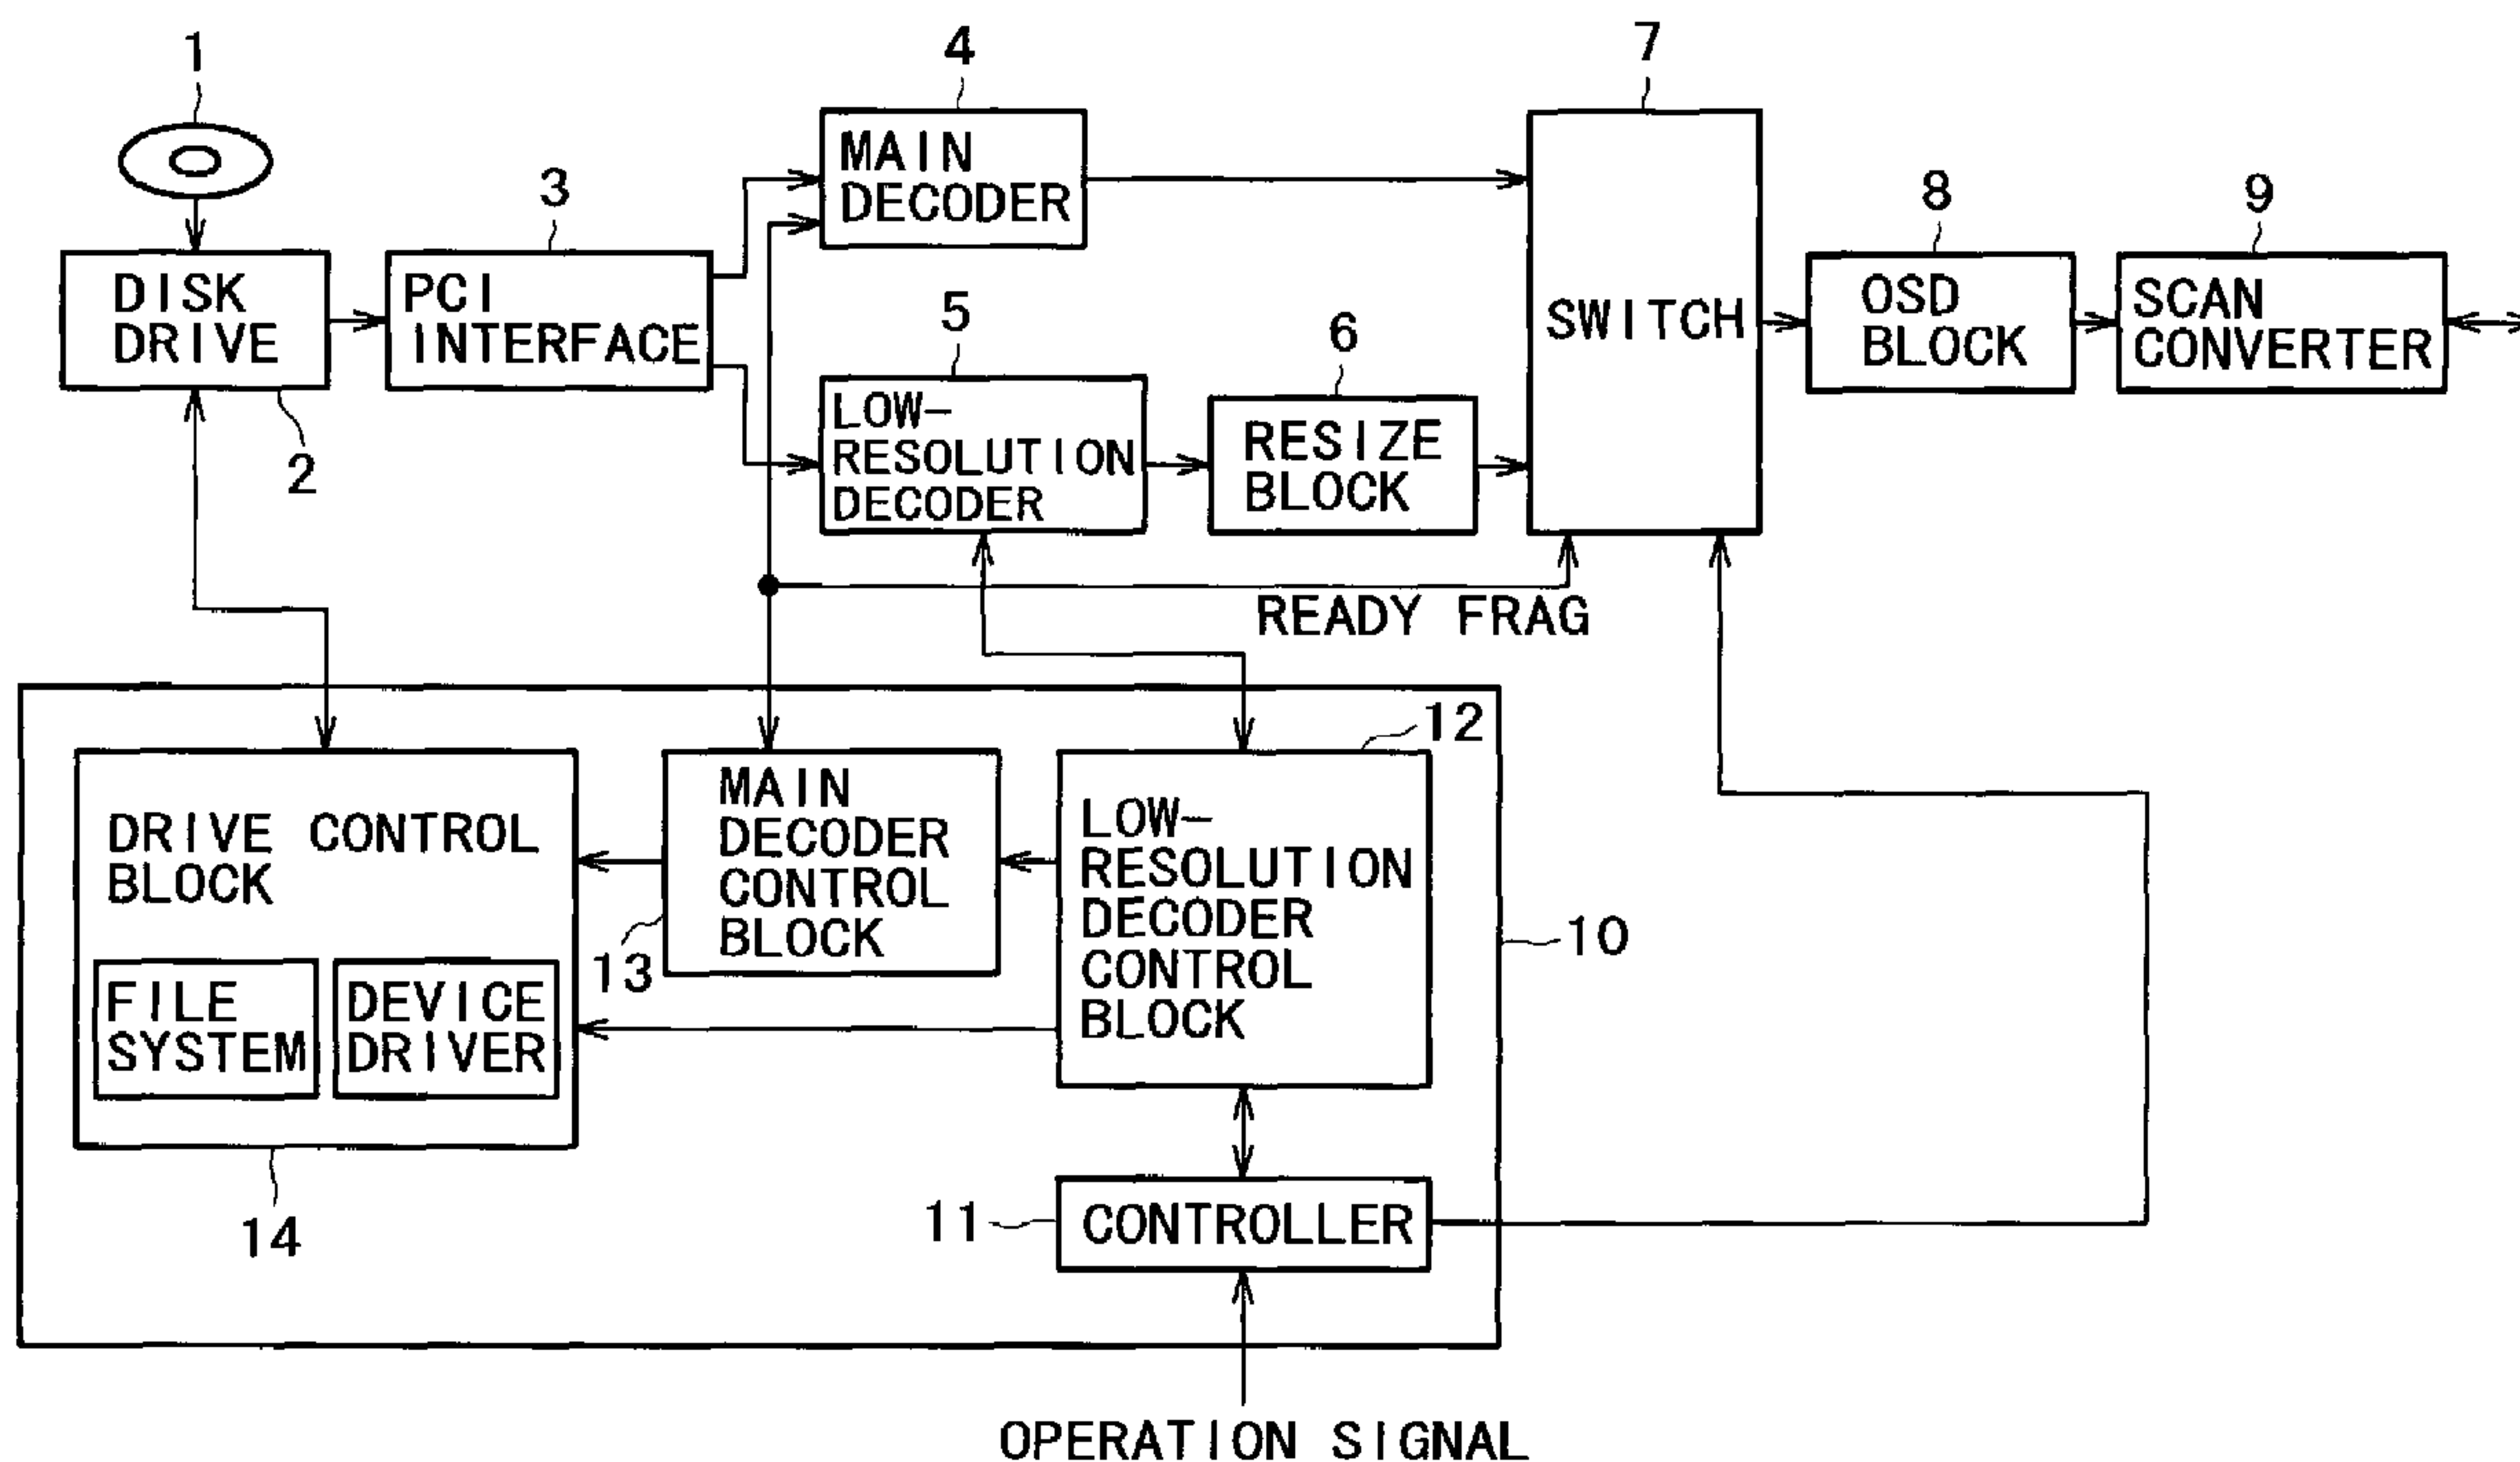 1
4
7
MAIN
DECODER
3
8
9
DISK
DRIVE
PCI
INTERFACE
5
6
SWITCH
OSD
BLOCK
SCAN
CONVERTER
2
LOW-
RESOLUTION
DECODER
RESIZE
BLOCK
READY FRAG
12
DRIVE CONTROL
BLOCK
MAIN
DECODER
CONTROL
BLOCK
LOW-
RESOLUTION
DECODER
CONTROL
BLOCK
10
13
FILE
SYSTEM
DEVICE
DRIVER
14
11
CONTROLLER
OPERATION SIGNAL